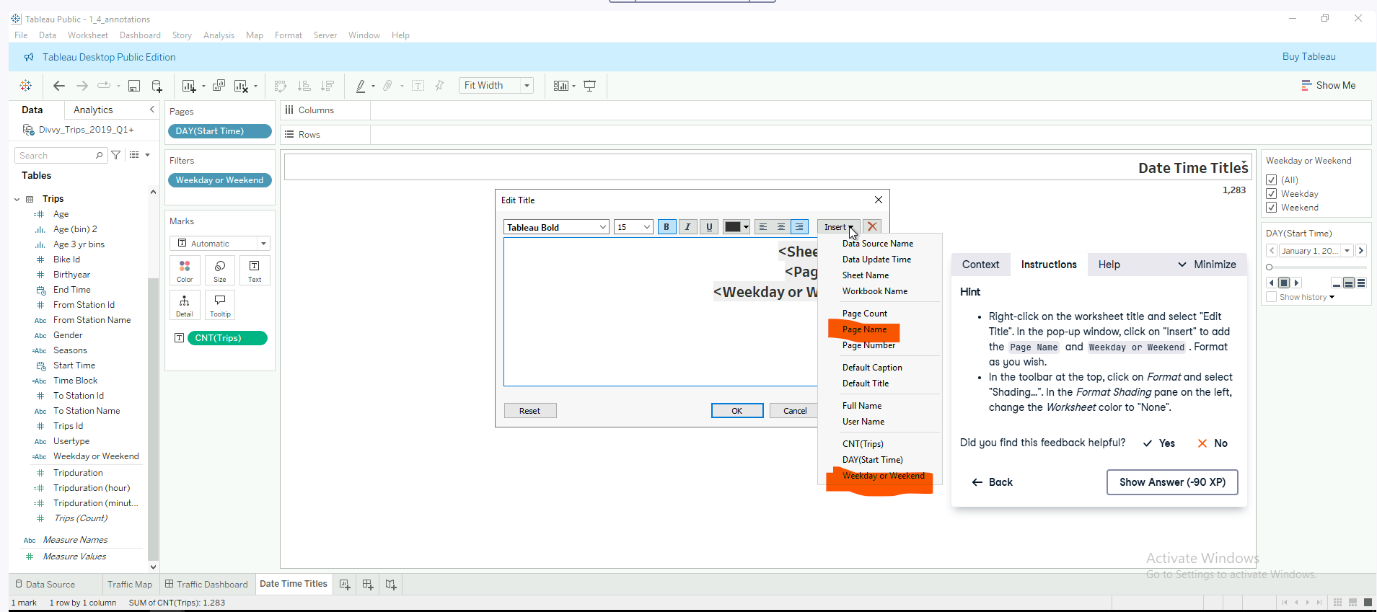 Tableau Public - 1_4_annotations
File Data Worksheet Dashboard Story Analysis Map Format Server Window Help
Tableau Desktop Public Edition
Buy Tableau
Fit Width
Show Me
Data Analytics
Divvy_Trips_2019_Q1+
Search
Tables
Trips
Age
Age (bin) 2
Age 3 yr bins
Bike Id
Birthyear
End Time
From Station Id
Abc From Station Name
Abc Gender
Abc Seasons
Start Time
Abc Time Block
To Station Id
Abc To Station Name
Trips Id
Abc Usertype
Abc Weekday or Weekend
Tripduration
Tripduration (hour)
Tripduration (minut...
Trips (Count)
Abc Measure Names
Measure Values
Pages
DAY(Start Time)
Filters
Weekday or Weekend
Marks
Automatic
Color Size Text
Detail Tooltip
CNT(Trips)
Columns
Rows
Date Time Titles
1,283
Edit Title
Tableau Bold 15 B I U Insert
<Shee
<Pag
<Weekday or W
Reset OK Cancel
Data Source Name
Data Update Time
Sheet Name
Workbook Name
Page Count
Page Name
Page Number
Default Caption
Default Title
Full Name
User Name
CNT(Trips)
DAY(Start Time)
Weekday or Weekend
Context Instructions Help Minimize
Hint
• Right-click on the worksheet title and select "Edit
Title". In the pop-up window, click on "Insert" to add
the Page Name and Weekday or Weekend . Format
as you wish.
• In the toolbar at the top, click on Format and select
"Shading...". In the Format Shading pane on the left,
change the Worksheet color to "None".
Did you find this feedback helpful? Yes No
Back
Show Answer (-90 XP)
Weekday or Weekend
(All)
Weekday
Weekend
DAY(Start Time)
January 1, 20...
Show history
Activate Windows
Go to Settings to activate Windows.
Data Source Traffic Map Traffic Dashboard Date Time Titles
1 mark 1 row by 1 column SUM of CNT(Trips): 1,283